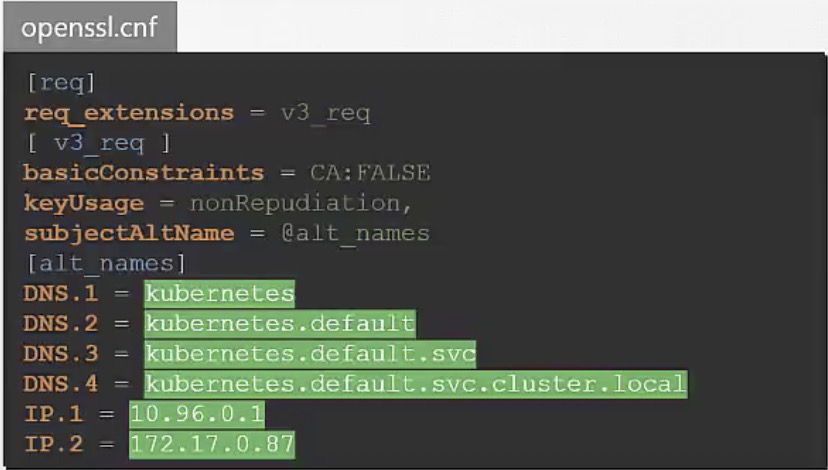 openssl.cnf
[req]
req_extensions = v3_req
[ v3_req ]
basicConstraints = CA:FALSE
keyUsage = nonRepudiation,
subjectAltName = @alt_names
[alt_names]
DNS.1 = kubernetes
DNS.2 = kubernetes.default
DNS.3 = kubernetes.default.svc
DNS.4 = kubernetes.default.svc.cluster.local
IP.1 = 10.96.0.1
IP.2 = 172.17.0.87